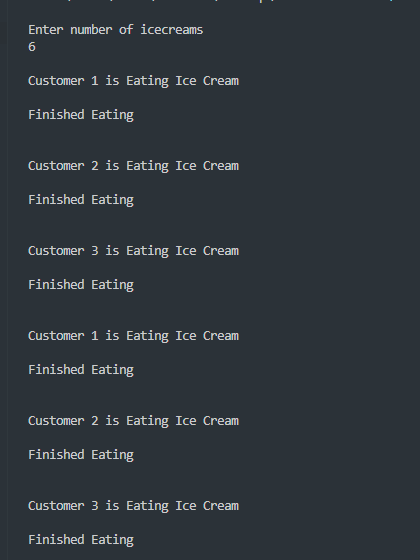 Enter number of icecreams
6
Customer 1 is Eating Ice Cream
Finished Eating
Customer 2 is Eating Ice Cream
Finished Eating
Customer 3 is Eating Ice Cream
Finished Eating
Customer 1 is Eating Ice Cream
Finished Eating
Customer 2 is Eating Ice Cream
Finished Eating
Customer 3 is Eating Ice Cream
Finished Eating